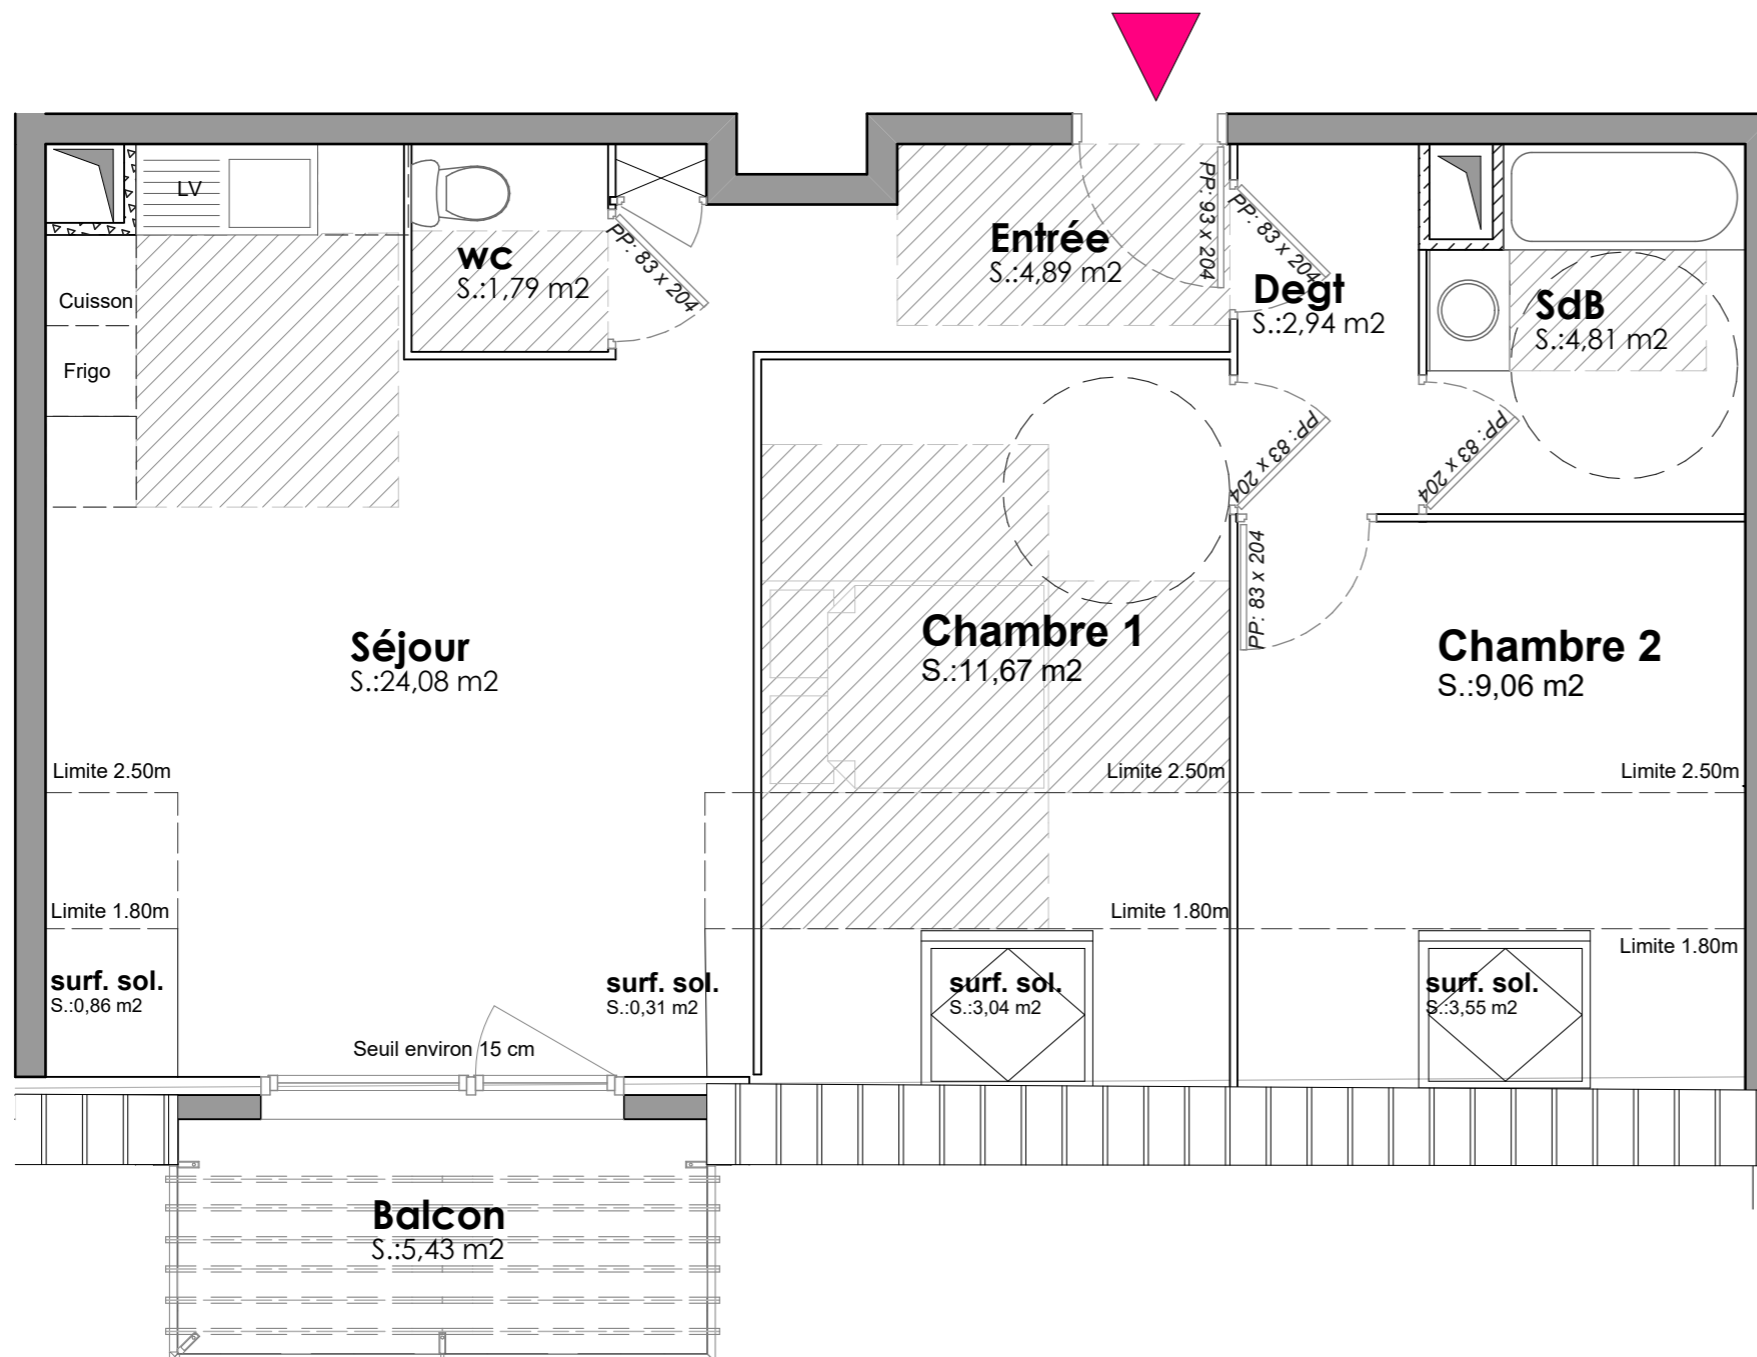 LV
wc
S.:1,79 m2
PP: 83 x 204
Entrée
S.:4,89 m2
PP: 93 x 204
PP: 83 x 204
Degt
S.:2,94 m2
SdB
S.:4,81 m2
Cuisson
Frigo
PP: 83 x 204
PP: 83 x 204
PP: 83 x 204
Séjour
S.:24,08 m2
Chambre 1
S.:11,67 m2
Chambre 2
S.:9,06 m2
Limite 2.50m
Limite 2.50m
Limite 2.50m
Limite 1.80m
Limite 1.80m
Limite 1.80m
surf. sol.
S.:0,86 m2
surf. sol.
S.:0,31 m2
surf. sol.
S.:3,04 m2
surf. sol.
S.:3,55 m2
Seuil environ 15 cm
Balcon
S.:5,43 m2